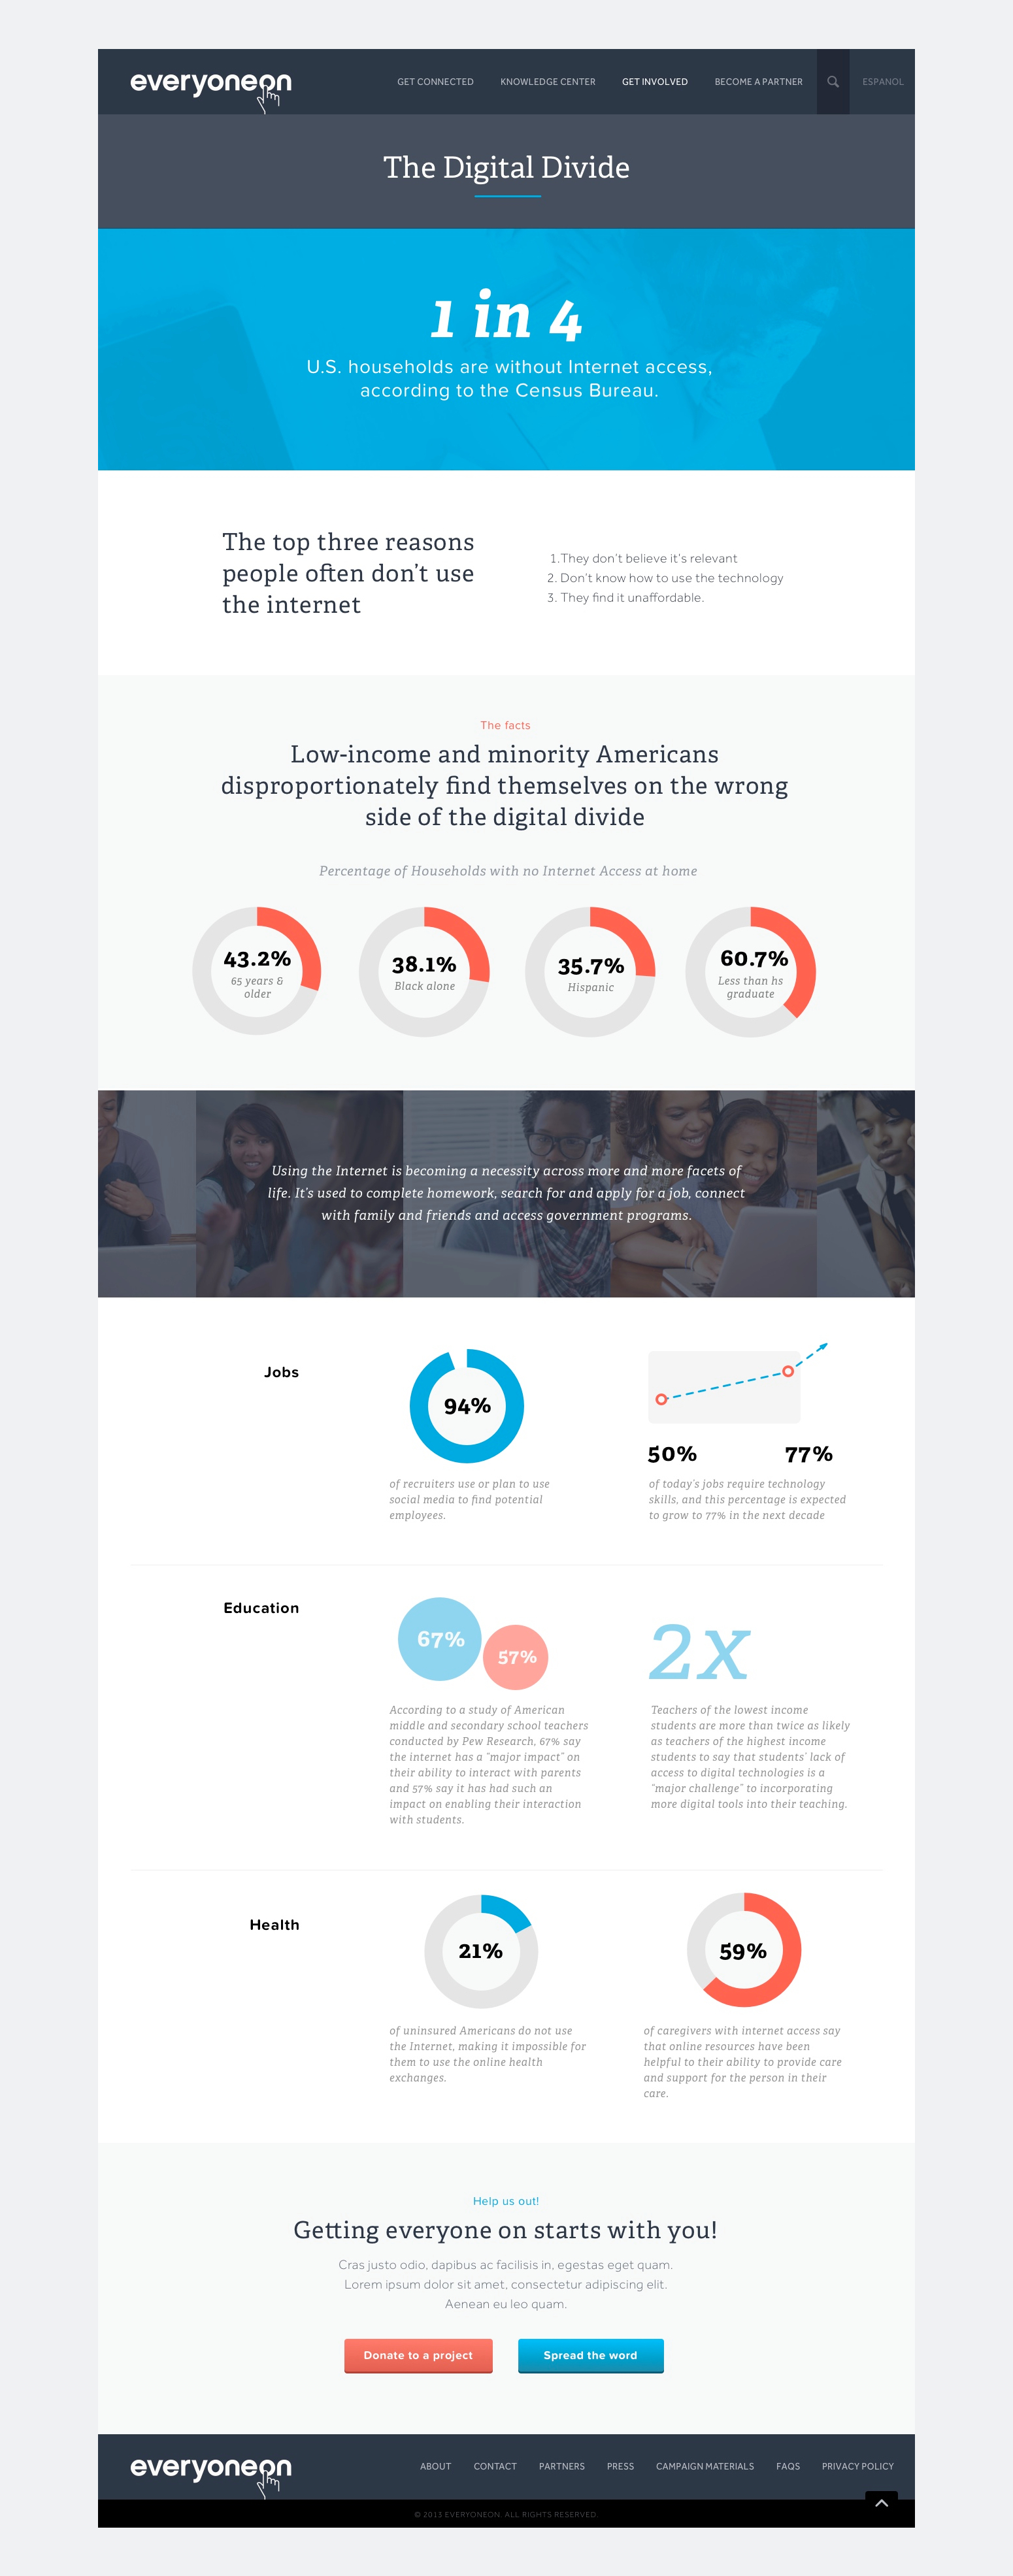 everyoneon
GET CONNECTED
KNOWLEDGE CENTER
GET INVOLVED
BECOME A PARTNER
ESPANOL
The Digital Divide
1 in 4
U.S. households are without Internet access,
according to the Census Bureau.
The top three reasons
people often don't use
the internet
1.They don't believe it's relevant
2. Don't know how to use the technology
3. They find it unaffordable.
The facts
Low-income and minority Americans
disproportionately find themselves on the wrong
side of the digital divide
Percentage of Households with no Internet Access at home
43.2%
65 years &
older
38.1%
Black alone
35.7%
Hispanic
60.7%
Less than hs
graduate
Using the Internet is becoming a necessity across more and more facets of
life. It's used to complete homework, search for and apply for a job, connect
with family and friends and access government programs.
Jobs
94%
of recruiters use or plan to use
social media to find potential
employees.
50%
77%
of today's jobs require technology
skills, and this percentage is expected
to grow to 77% in the next decade
Education
67%
57%
According to a study of American
middle and secondary school teachers
conducted by Pew Research, 67% say
the internet has a "major impact" on
their ability to interact with parents
and 57% say it has had such an
impact on enabling their interaction
with students.
2x
Teachers of the lowest income
students are more than twice as likely
as teachers of the highest income
students to say that students' lack of
access to digital technologies is a
"major challenge" to incorporating
more digital tools into their teaching.
Health
21%
of uninsured Americans do not use
the Internet, making it impossible for
them to use the online health
exchanges.
59%
of caregivers with internet access say
that online resources have been
helpful to their ability to provide care
and support for the person in their
care.
Help us out!
Getting everyone on starts with you!
Cras justo odio, dapibus ac facilisis in, egestas eget quam.
Lorem ipsum dolor sit amet, consectetur adipiscing elit.
Aenean eu leo quam.
Donate to a project
Spread the word
everyoneon
ABOUT
CONTACT
PARTNERS
PRESS
CAMPAIGN MATERIALS
FAQS
PRIVACY POLICY
© 2013 EVERYONEON. ALL RIGHTS RESERVED.